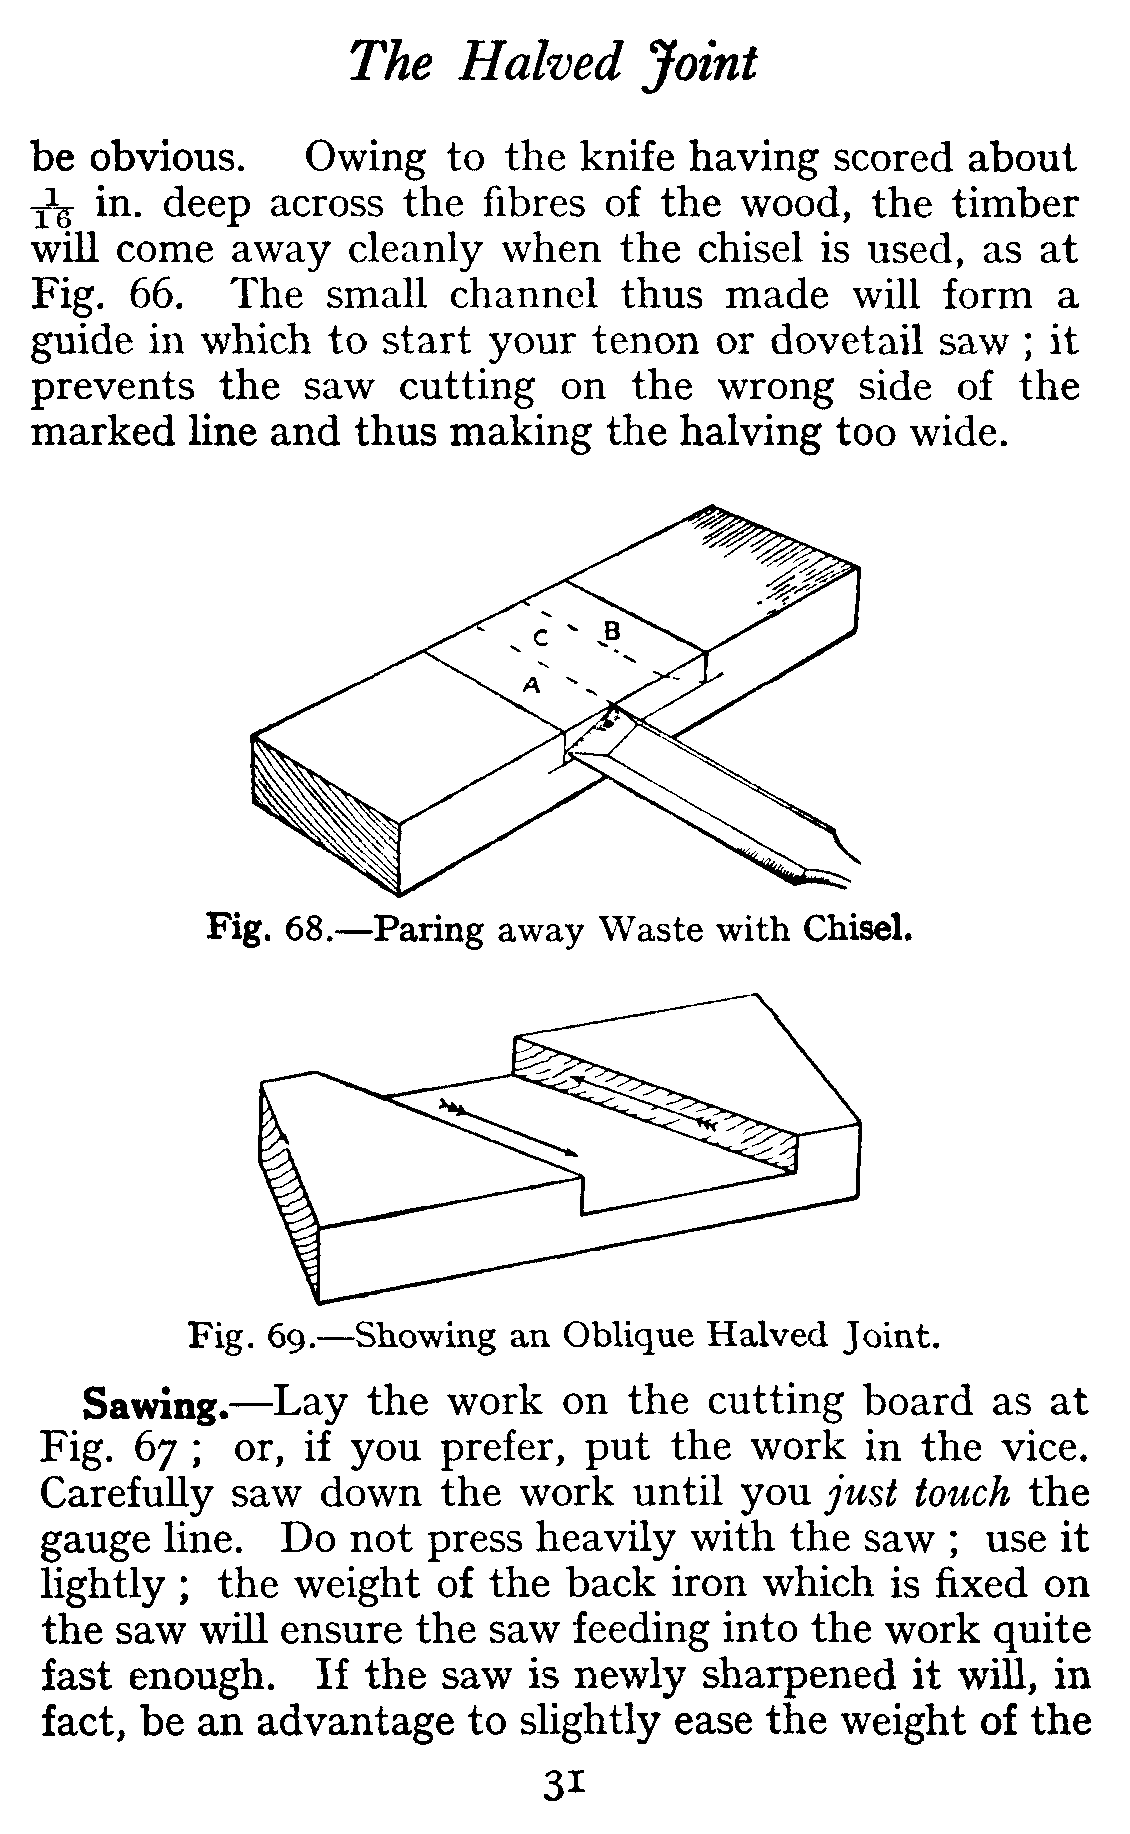 The Halved Joint
be obvious. Owing to the knife having scored about
1/16 in. deep across the fibres of the wood, the timber
will come away cleanly when the chisel is used, as at
Fig. 66. The small channel thus made will form a
guide in which to start your tenon or dovetail saw ; it
prevents the saw cutting on the wrong side of the
marked line and thus making the halving too wide.
C B
A
Fig. 68.—Paring away Waste with Chisel.
Fig. 69.—Showing an Oblique Halved Joint.
Sawing.—Lay the work on the cutting board as at
Fig. 67 ; or, if you prefer, put the work in the vice.
Carefully saw down the work until you just touch the
gauge line. Do not press heavily with the saw ; use it
lightly ; the weight of the back iron which is fixed on
the saw will ensure the saw feeding into the work quite
fast enough. If the saw is newly sharpened it will, in
fact, be an advantage to slightly ease the weight of the
31